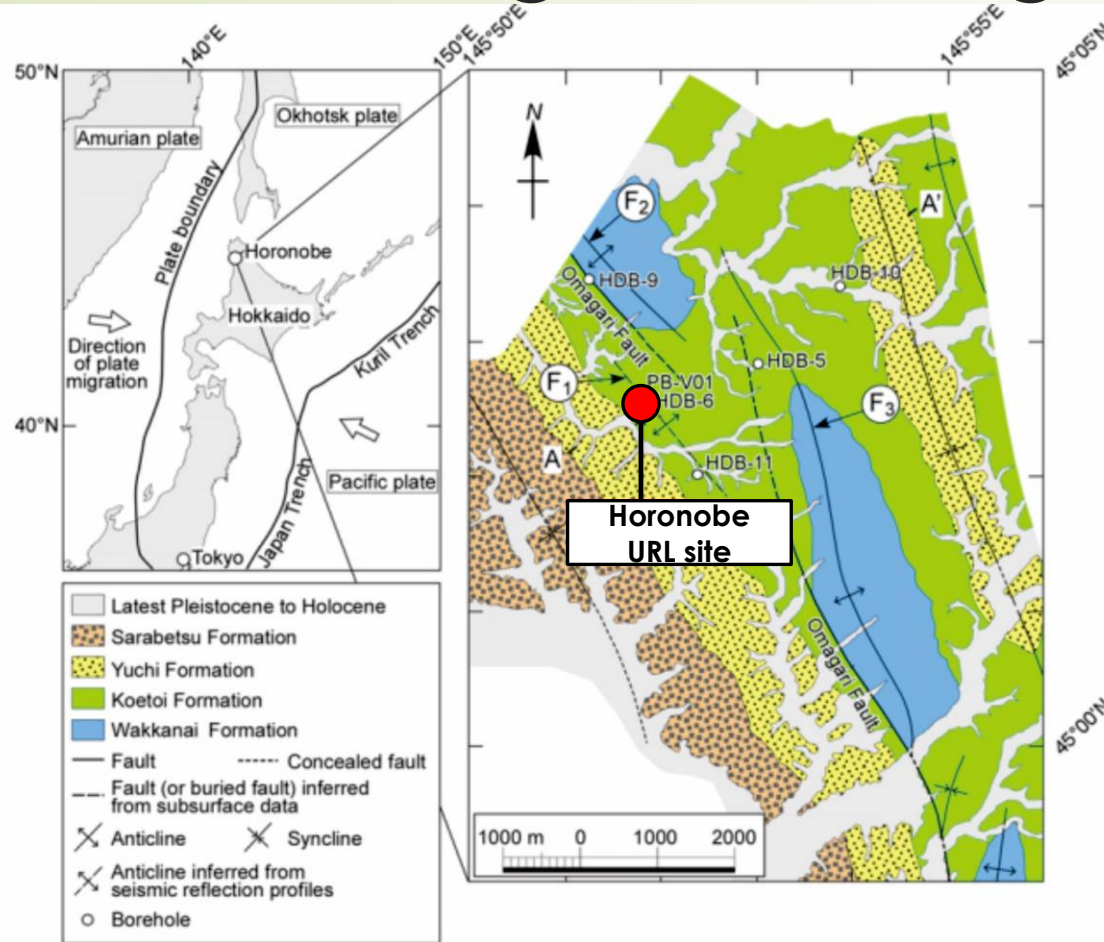 140°E
150°E
50°N
40°N
Amurian plate
Okhotsk plate
Plate boundary
Horonobe
Hokkaido
Direction
of plate
migration
Kuril Trench
Japan Trench
Pacific plate
Tokyo
145°50'E
145°55'E
45°05'N
45°00'N
N
F2
HDB-9
Omagari Fault
A'
HDB-10
HDB-5
F1
PB-V01
HDB-6
F3
A
HDB-11
Horonobe
URL site
Omagari Fault
1000 m 0 1000 2000
Latest Pleistocene to Holocene
Sarabetsu Formation
Yuchi Formation
Koetoi Formation
Wakkanai Formation
Fault
Concealed fault
Fault (or buried fault) inferred
from subsurface data
Anticline
Syncline
Anticline inferred from
seismic reflection profiles
Borehole